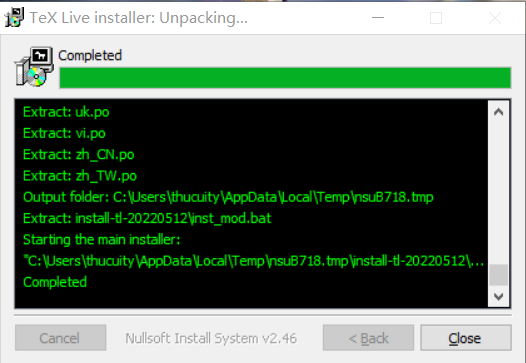 TeX Live installer: Unpacking...
Completed
Extract: uk.po
Extract: vi.po
Extract: zh_CN.po
Extract: zh_TW.po
Output folder: C:\Users\thucuity\AppData\Local\Temp\nsuB718.tmp
Extract: install-tl-20220512\inst_mod.bat
Starting the main installer:
"C:\Users\thucuity\AppData\Local\Temp\nsuB718.tmp\install-tl-20220512\...
Completed
Cancel Nullsoft Install System v2.46 < Back Close